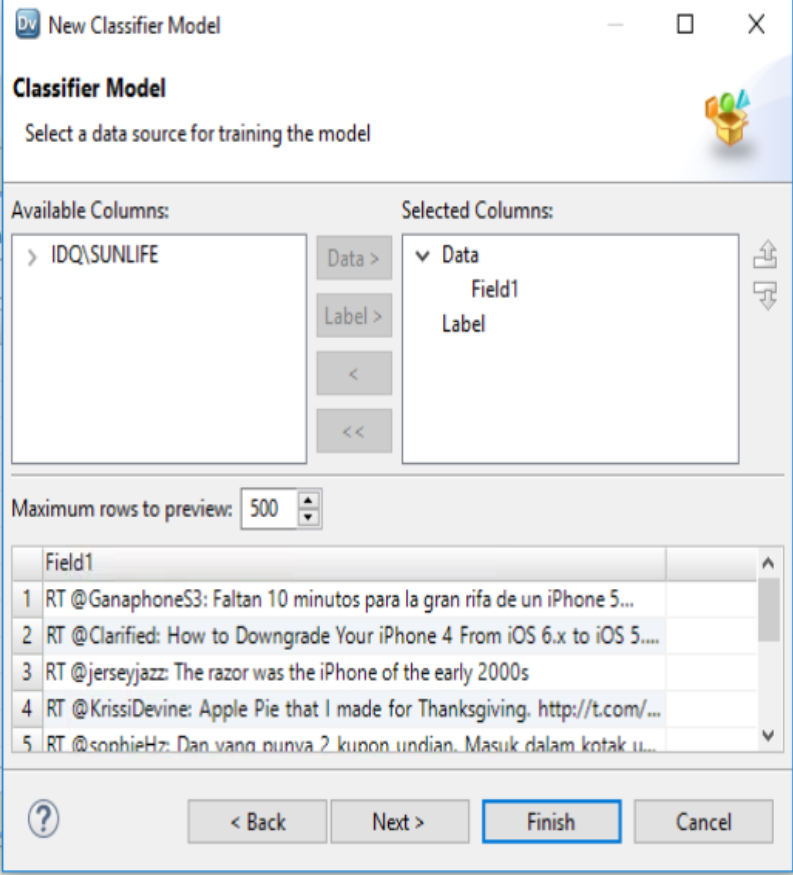 Dv New Classifier Model
Classifier Model
Select a data source for training the model
Available Columns:
Selected Columns:
IDQ\SUNLIFE
Data >
Label >
<
<<
Data
Field1
Label
Maximum rows to preview: 500
Field1
1 RT @GanaphoneS3: Faltan 10 minutos para la gran rifa de un iPhone 5...
2 RT @Clarified: How to Downgrade Your iPhone 4 From iOS 6.x to iOS 5....
3 RT @jerseyjazz: The razor was the iPhone of the early 2000s
4 RT @KrissiDevine: Apple Pie that I made for Thanksgiving. http://t.com/...
5 RT @sophieHz: Dan yang punya 2 kupon undian. Masuk dalam kotak u...
? < Back Next > Finish Cancel